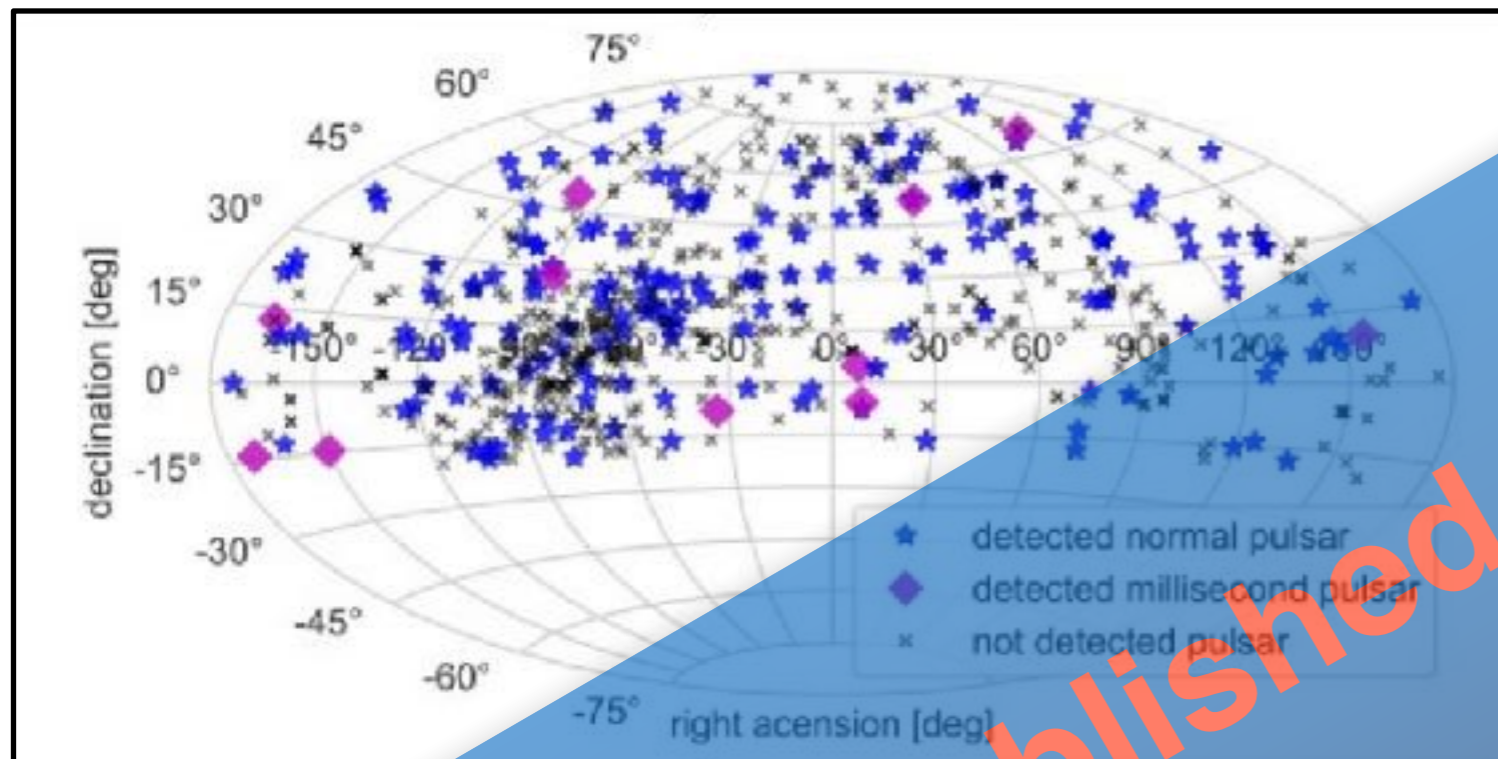 75°
60°
45°
30°
15°
0°
-15°
-30°
-45°
-60°
-75°
declination [deg]
-150° -120° 30° 0° 30° 60° 90° 120°
detected normal pulsar
detected millisecond pulsar
not detected pulsar
right acension [deg]
blished